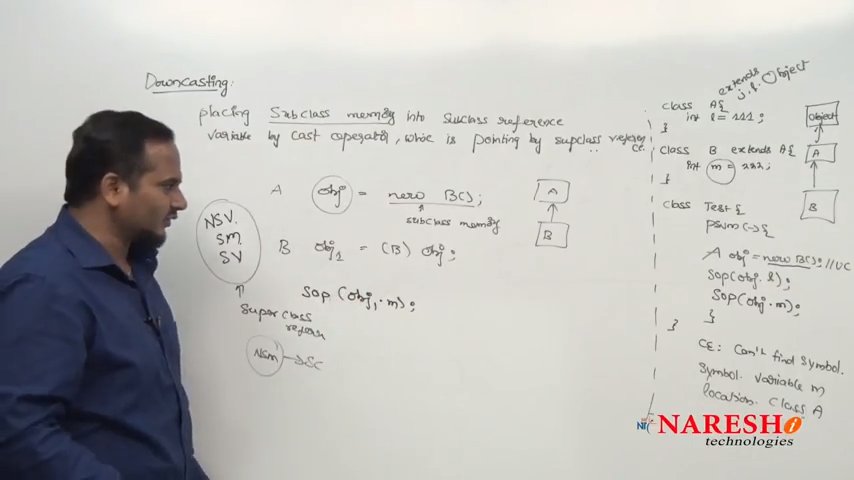 Downcasting:
placing Subclass memory into Subclass reference
variable by cast operator, which is pointing by supclass reference.
A obj = new B();
subclass memory
B obj1 = (B) obj;
Sop (obj1.m);
NSV.
SM
SV
Super class
NSM → SC
A
B
extends
j.l.Object
class A{
int l = 111;
}
class B extends A{
int m = 222;
}
class Test{
psvm(-){
A obj = new B(); //UC
Sop(obj.l);
Sop(obj.m);
}
}
CE: Can't find Symbol.
Symbol. Variable m
location. Class A
Object
A
B
NT
NARESH i
technologies